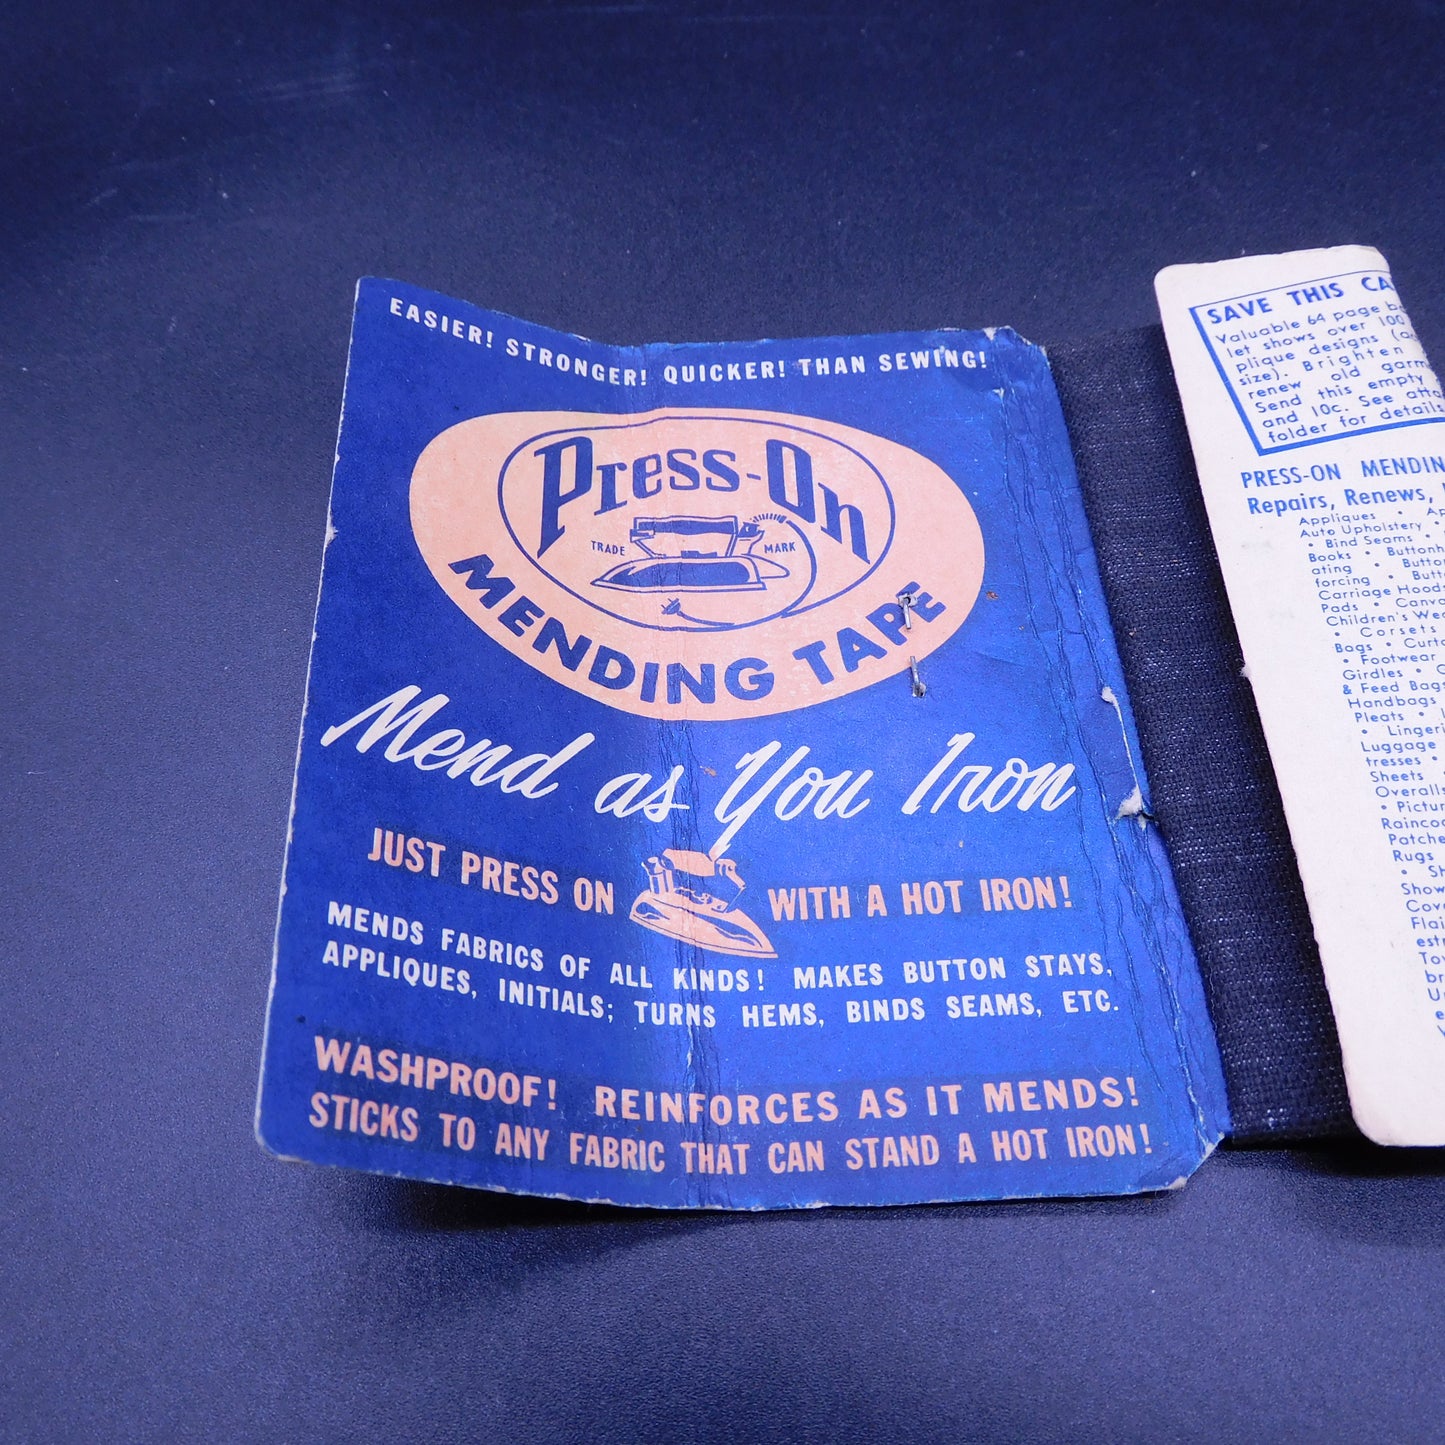 EASIER! STRONGER! QUICKER! THAN SEWING!
Press-On
TRADE MARK
MENDING TAPE
Mend as You Iron
JUST PRESS ON WITH A HOT IRON!
MENDS FABRICS OF ALL KINDS! MAKES BUTTON STAYS,
APPLIQUES, INITIALS; TURNS HEMS, BINDS SEAMS, ETC.
WASHPROOF! REINFORCES AS IT MENDS!
STICKS TO ANY FABRIC THAT CAN STAND A HOT IRON!
SAVE THIS
Valuable 64 page
let shows over 100
plique designs
size). Brighten
renew old
Send this empty
and 10c. See
folder for details
PRESS-ON
Repairs, Renews,
Appliques •
Auto Upholstery •
• Bind Seams •
Books •
ating •
forcing •
Carriage
Pads •
Children's
• Corsets
Bags •
• Footwear
Girdles •
& Feed
Handbags
Pleats •
•
Luggage
tresses •
Sheets
Overalls
•
Rugs
•